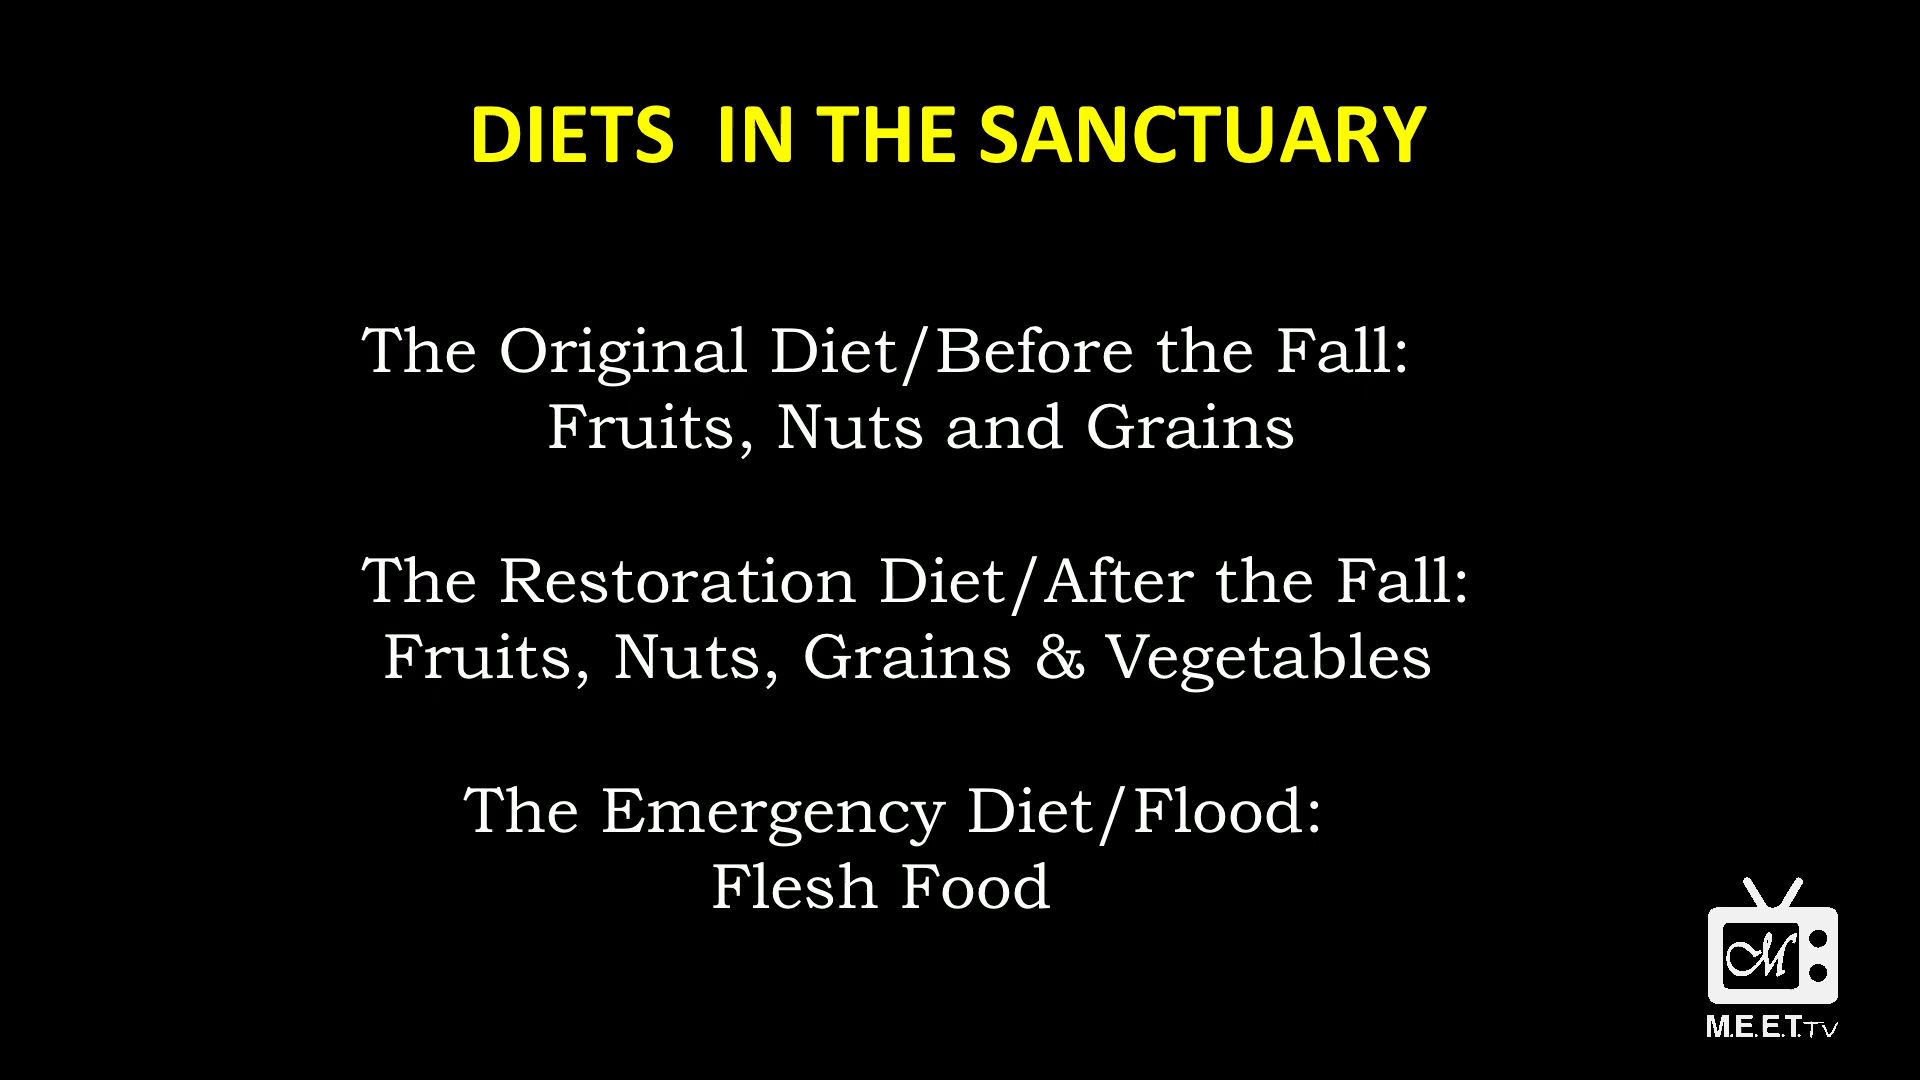 DIETS  IN THE SANCTUARY
The Original Diet/Before the Fall:
Fruits, Nuts and Grains
The Restoration Diet/After the Fall:
Fruits, Nuts, Grains & Vegetables
The Emergency Diet/Flood:
Flesh Food
M
M.E.E.T.TV